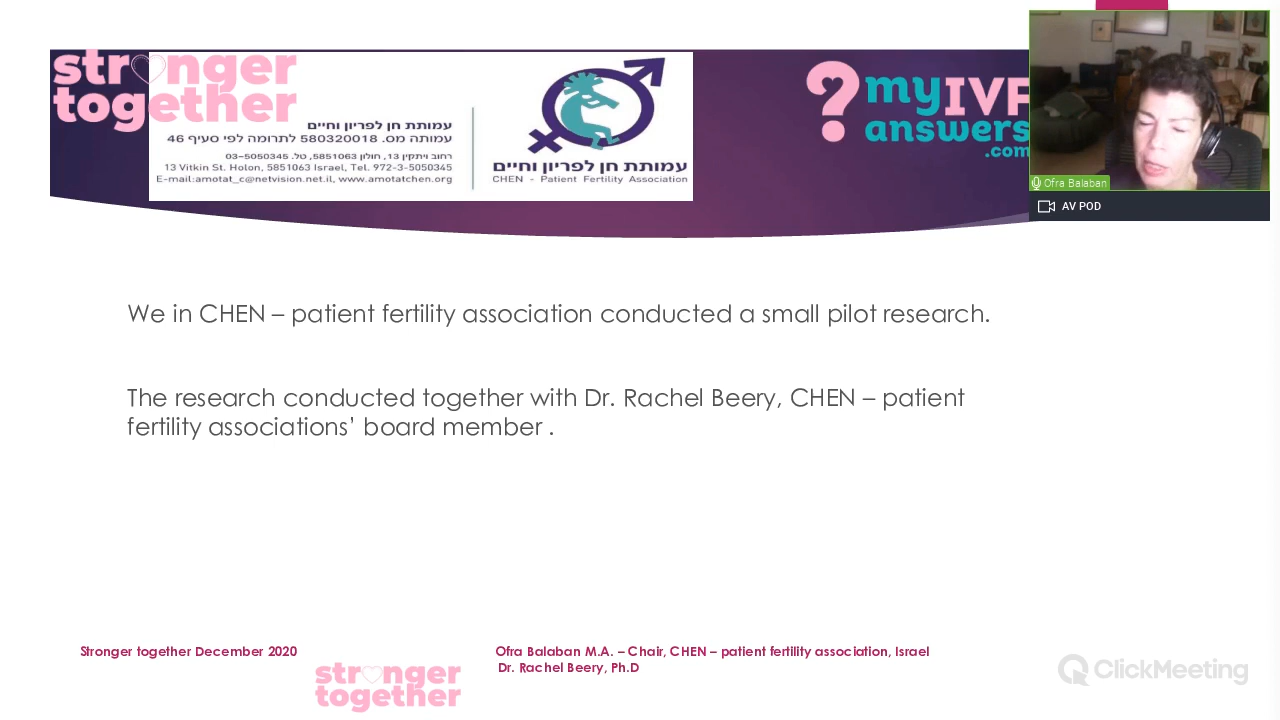 stronger
together
עמותת חן לפריון וחיים
עמותה מס. 580320018 לתרומה לפי סעיף 46
רחוב ויתקין 13, חולון 5851063, טל. 03-5050345
13 Vitkin St. Holon, 5851063 Israel, Tel. 972-3-5050345
E-mail:amotat_c@netvision.net.il, www.amotatchen.org
עמותת חן לפריון וחיים
CHEN - Patient Fertility Association
?myIVF
answers
.com
Ofra Balaban
AV POD
We in CHEN – patient fertility association conducted a small pilot research.
The research conducted together with Dr. Rachel Beery, CHEN – patient
fertility associations’ board member .
Stronger together December 2020
stronger
together
Ofra Balaban M.A. – Chair, CHEN – patient fertility association, Israel
Dr. Rachel Beery, Ph.D
ClickMeeting